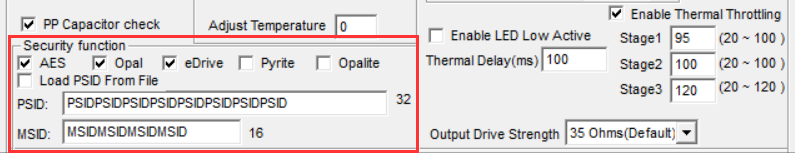 PP Capacitor check
Adjust Temperature 0
Security function
AES Opal eDrive Pyrite Opalite
Load PSID From File
PSID: PSIDPSIDPSIDPSIDPSIDPSIDPSIDPSID 32
MSID: MSIDMSIDMSIDMSID 16
Enable Thermal Throttling
Enable LED Low Active
Stage1 95 (20 ~ 100 )
Thermal Delay(ms) 100
Stage2 100 (20 ~ 100)
Stage3 120 (20 ~ 120)
Output Drive Strength 35 Ohms(Default)